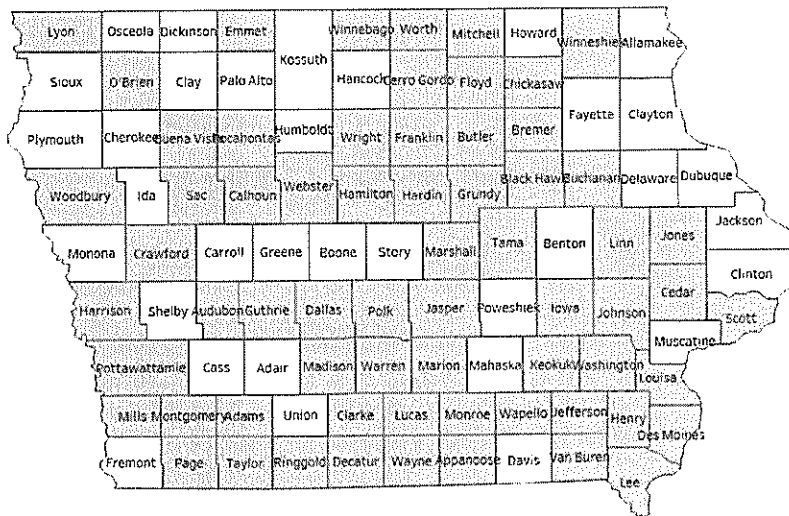 Lyon Osceola Dickinson Emmet Winnebago Worth Mitchell Howard Winneshiek Allamakee
Kossuth
Sioux O'Brien Clay Palo Alto Hancock Cerro Gordo Floyd Chickasaw
Fayette Clayton
Plymouth Cherokee Buena Vista Pocahontas Humboldt Wright Franklin Butler Bremer
Woodbury Ida Sac Calhoun Webster Hamilton Hardin Grundy Black Hawk Buchanan Delaware Dubuque
Jackson
Monona Crawford Carroll Greene Boone Story Marshall Tama Benton Linn Jones
Clinton
Harrison Shelby Audubon Guthrie Dallas Polk Jasper Poweshiek Iowa Johnson Cedar Scott
Muscatine
Pottawattamie Cass Adair Madison Warren Marion Mahaska Keokuk Washington
Louisa
Mills Montgomery Adams Union Clarke Lucas Monroe Wapello Jefferson Henry
Des Moines
Fremont Page Taylor Ringgold Decatur Wayne Appanoose Davis Van Buren
Lee